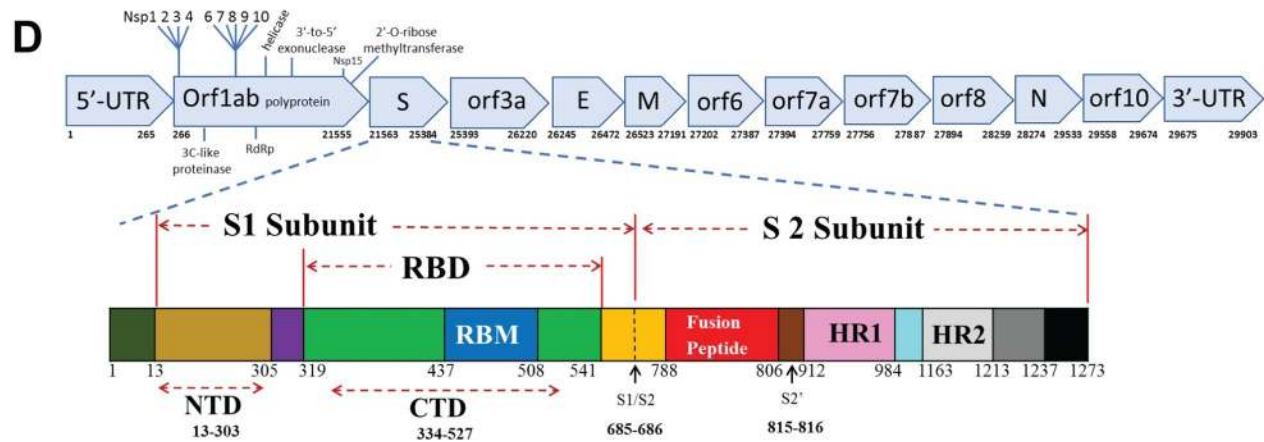 D
Nsp1 2 3 4 6 7 8 9 10
helicase
3’-to-5’
exonuclease
Nsp15
2’-O-ribose
methyltransferase
5’-UTR Orf1ab polyprotein S orf3a E M orf6 orf7a orf7b orf8 N orf10 3’-UTR
1 265 266 21555 21563 25384 25393 26220 26245 26472 26523 27191 27202 27387 27394 27759 27756 27887 27894 28259 28274 29533 29558 29674 29675 29903
3C-like
proteinase
RdRp
S1 Subunit S 2 Subunit
RBD
RBM Fusion
Peptide
HR1 HR2
1 13 305 319 437 508 541 788 806 912 984 1163 1213 1237 1273
NTD CTD S1/S2 S2’
13-303 334-527 685-686 815-816